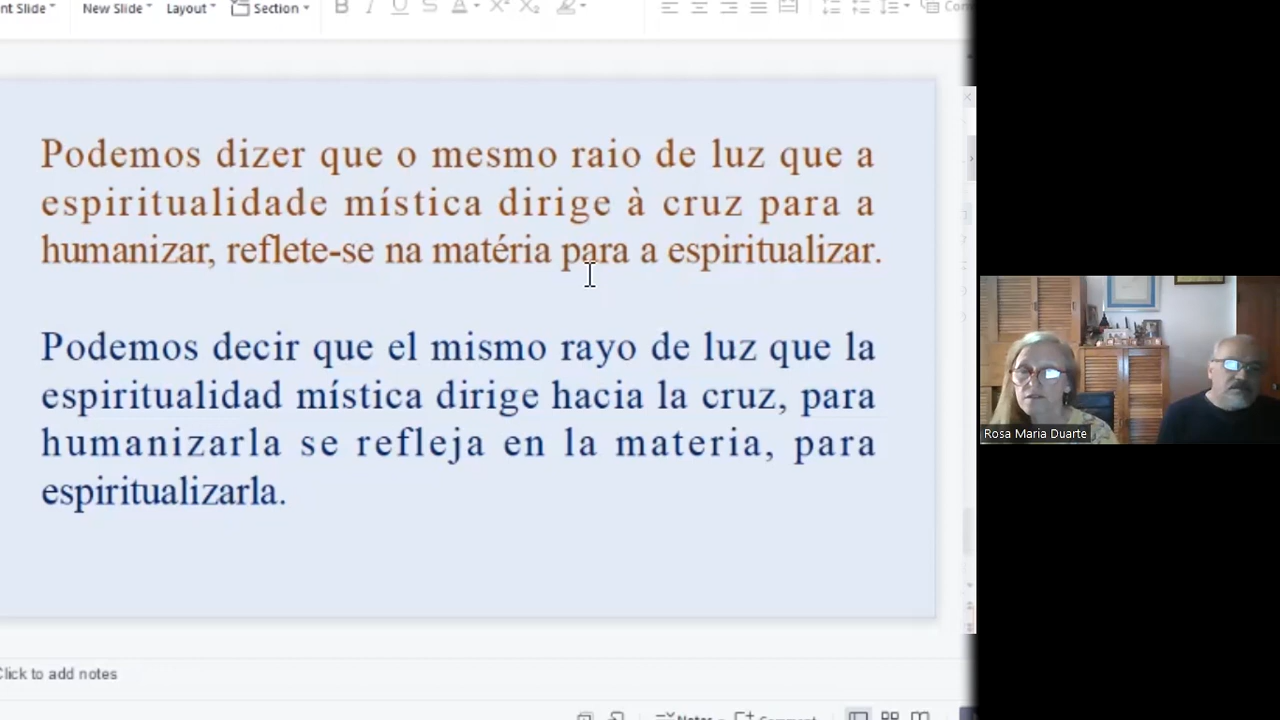 nt Slide
New Slide
Layout
Section
B I U S A X² X₂
Podemos dizer que o mesmo raio de luz que a
espiritualidade mística dirige à cruz para a
humanizar, reflete-se na matéria para a espiritualizar.
Podemos decir que el mismo rayo de luz que la
espiritualidad mística dirige hacia la cruz, para
humanizarla se refleja en la materia, para
espiritualizarla.
Rosa Maria Duarte
Click to add notes
Notes
Comment